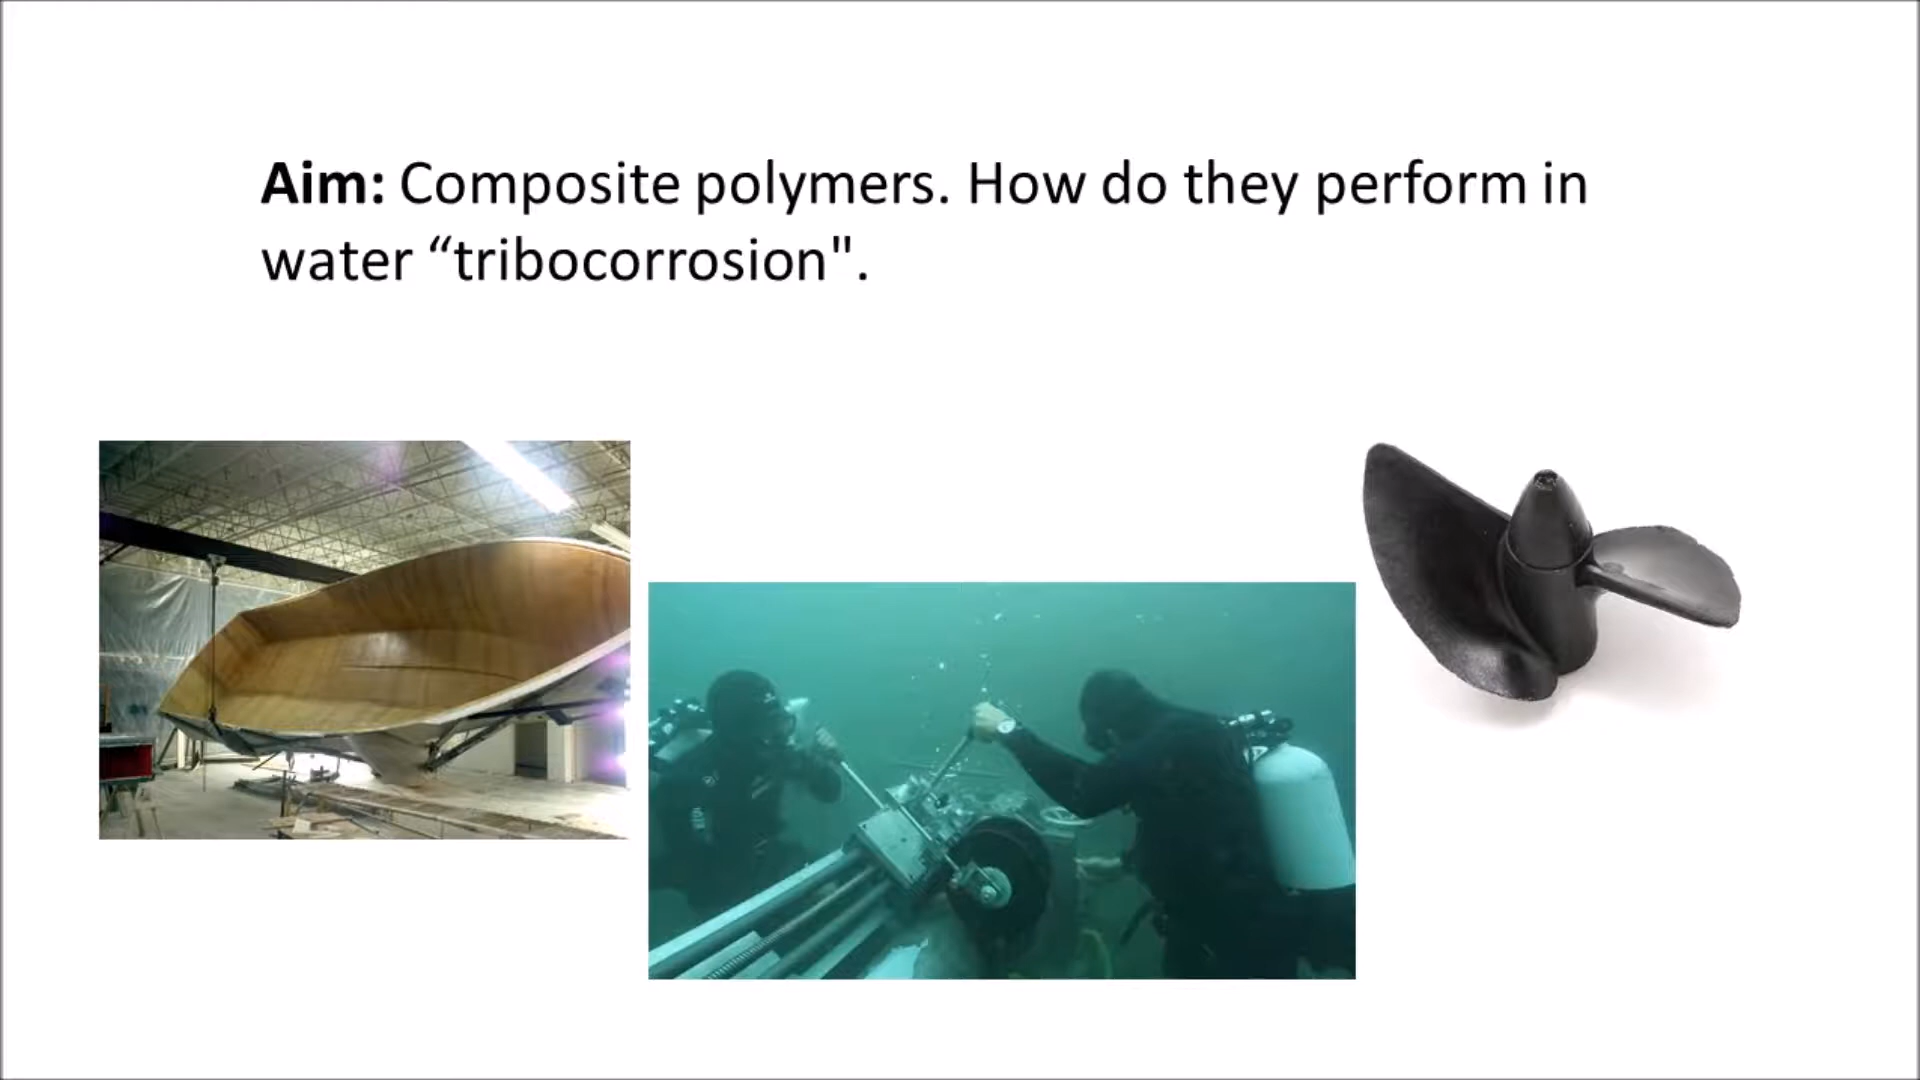 Aim: Composite polymers. How do they perform in
water “tribocorrosion".